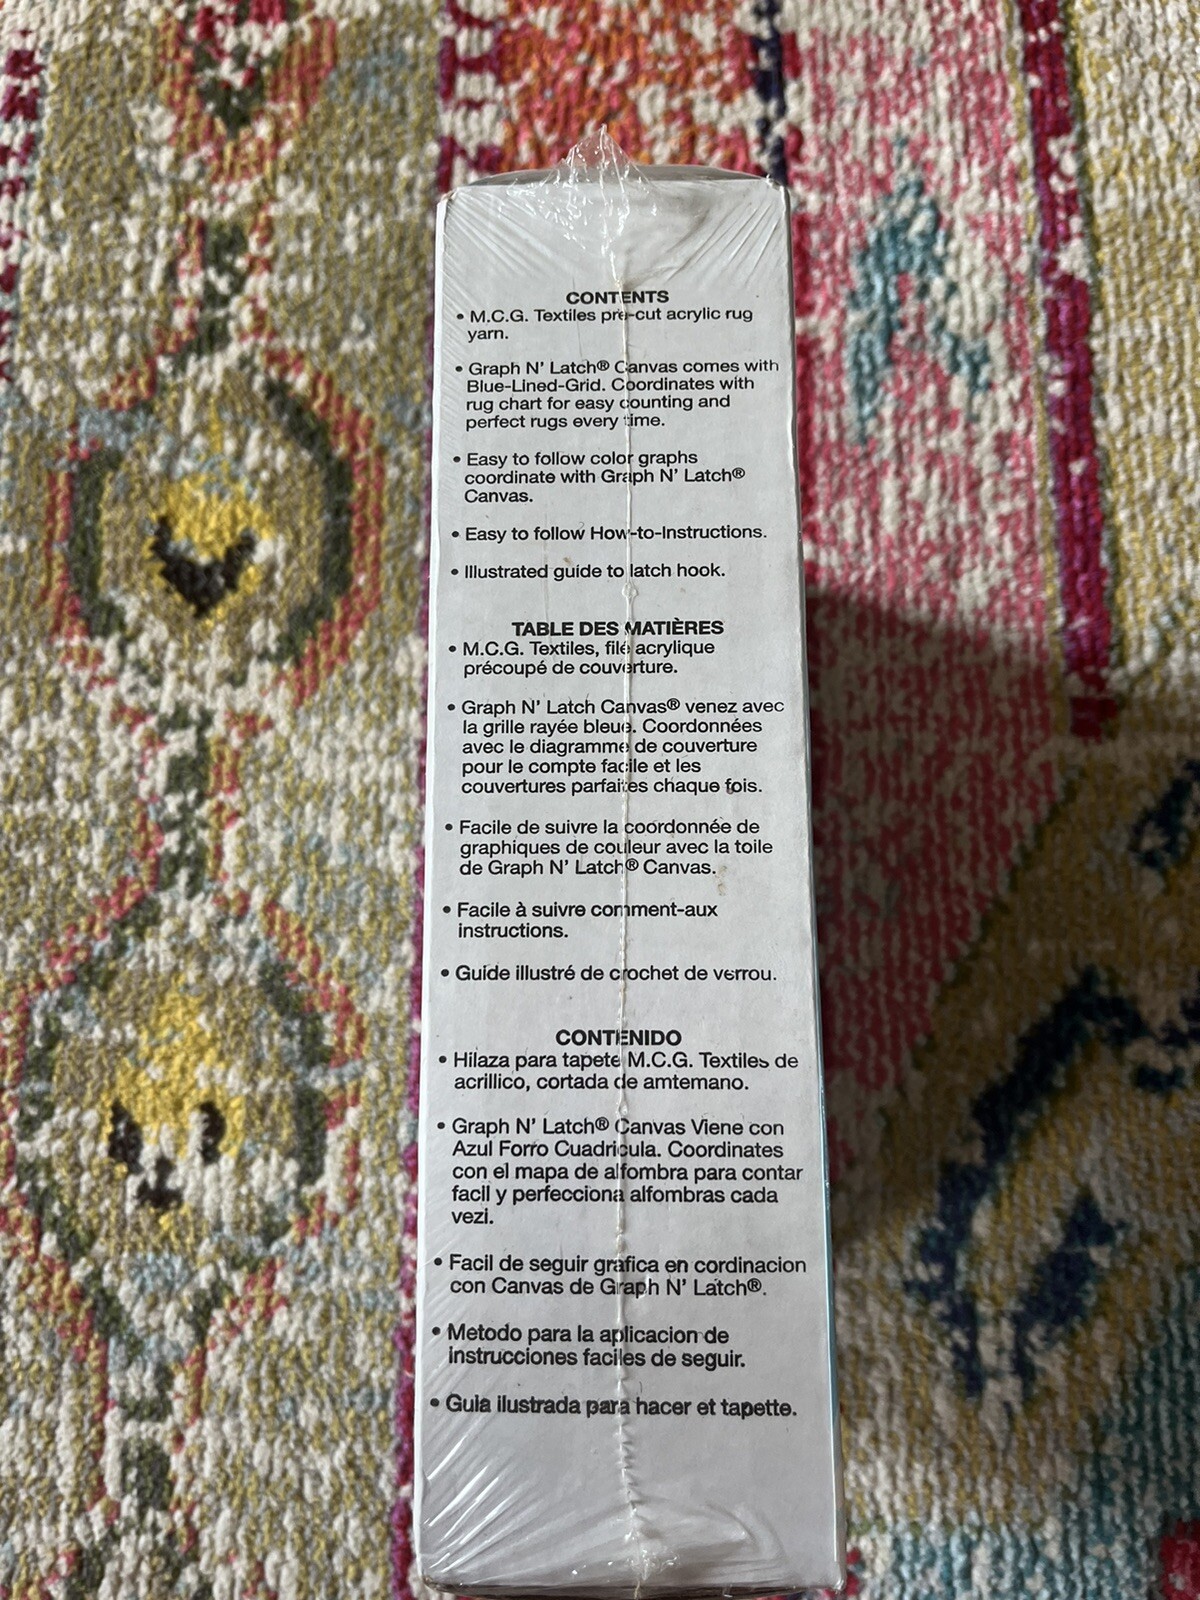 CONTENTS
• M.C.G. Textiles pre-cut acrylic rug
yarn.
• Graph N' Latch® Canvas comes with
Blue-Lined-Grid. Coordinates with
rug chart for easy counting and
perfect rugs every time.
• Easy to follow color graphs
coordinate with Graph N' Latch®
Canvas.
• Easy to follow How-to-Instructions.
• Illustrated guide to latch hook.
TABLE DES MATIÈRES
• M.C.G. Textiles, filé acrylique
précoupé de couverture.
• Graph N' Latch Canvas® venez avec
la grille rayée bleue. Coordonnées
avec le diagramme de couverture
pour le compte facile et les
couvertures parfaites chaque fois.
• Facile de suivre la coordonnée de
graphiques de couleur avec la toile
de Graph N' Latch® Canvas.
• Facile à suivre comment-aux
instructions.
• Guide illustré de crochet de verrou.
CONTENIDO
• Hilaza para tapete M.C.G. Textiles de
acrillico, cortada de amtemano.
• Graph N' Latch® Canvas Viene con
Azul Forro Cuadricula. Coordinates
con el mapa de alfombra para contar
facil y perfecciona alfombras cada
vezi.
• Facil de seguir grafica en cordinacion
con Canvas de Graph N' Latch®.
• Metodo para la aplicacion de
instrucciones faciles de seguir.
• Guia ilustrada para hacer et tapette.